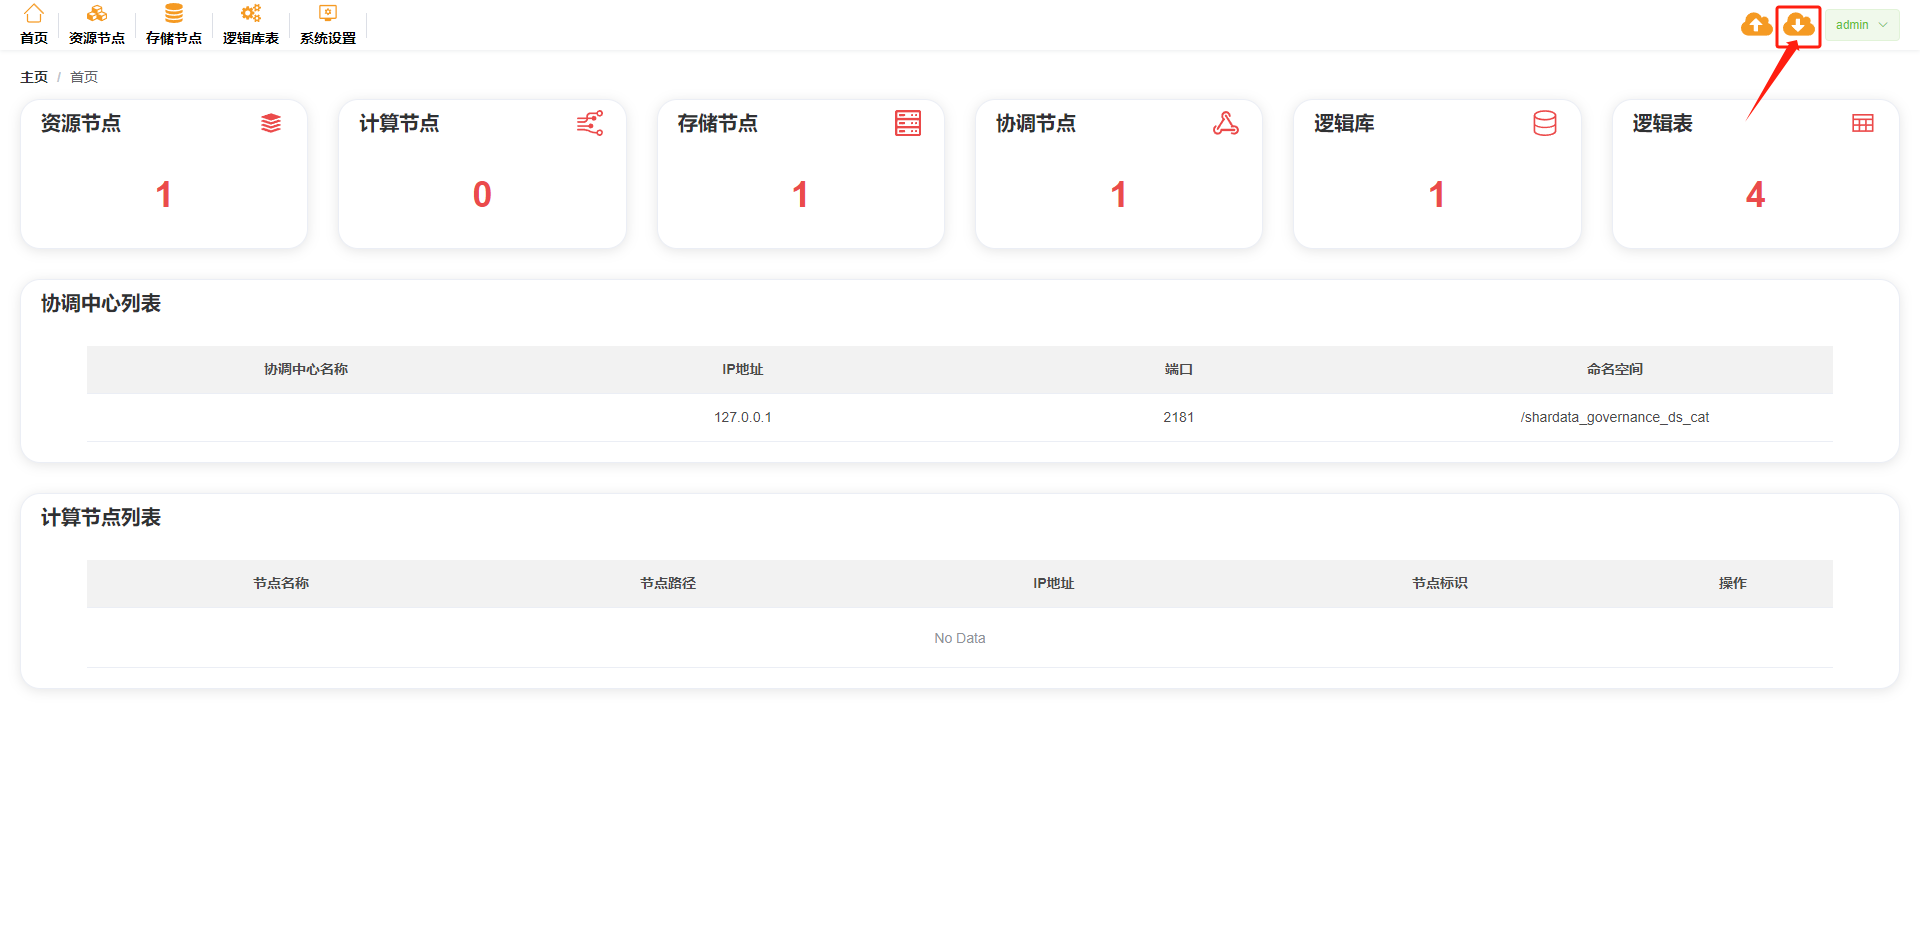 首页 资源节点 存储节点 逻辑库表 系统设置 admin
主页 / 首页
资源节点 计算节点 存储节点 协调节点 逻辑库 逻辑表
1 0 1 1 1 4
协调中心列表
协调中心名称 IP地址 端口 命名空间
127.0.0.1 2181 /shardata_governance_ds_cat
计算节点列表
节点名称 节点路径 IP地址 节点标识 操作
No Data